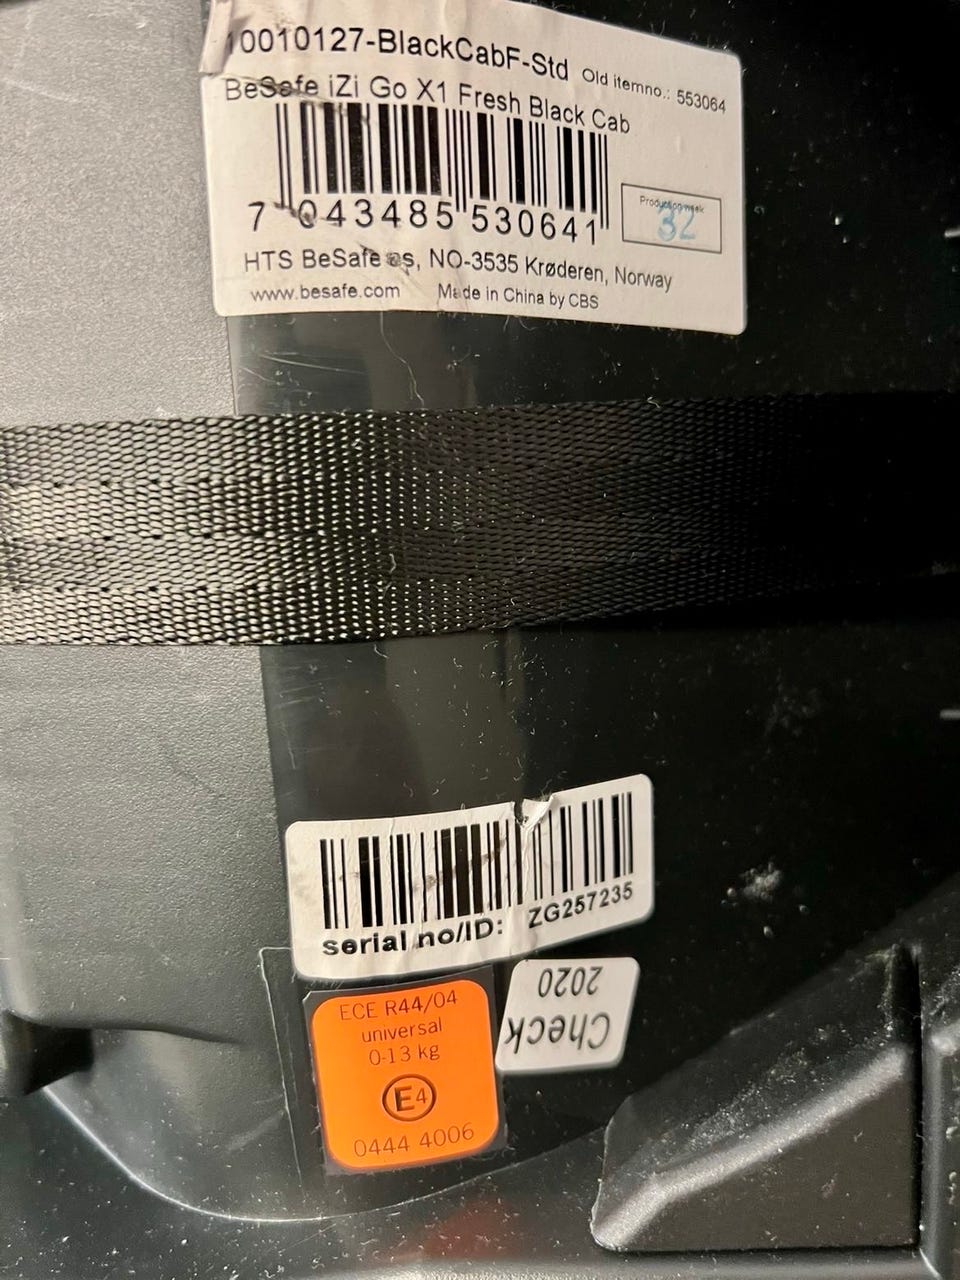 10010127-BlackCabF-Std Old itemno.: 553064
BeSafe iZi Go X1 Fresh Black Cab
7 043485 530641
Production week
32
HTS BeSafe as, NO-3535 Krøderen, Norway
www.besafe.com Made in China by CBS
serial no/ID: ZG257235
Check
2020
ECE R44/04
universal
0-13 kg
E4
0444 4006